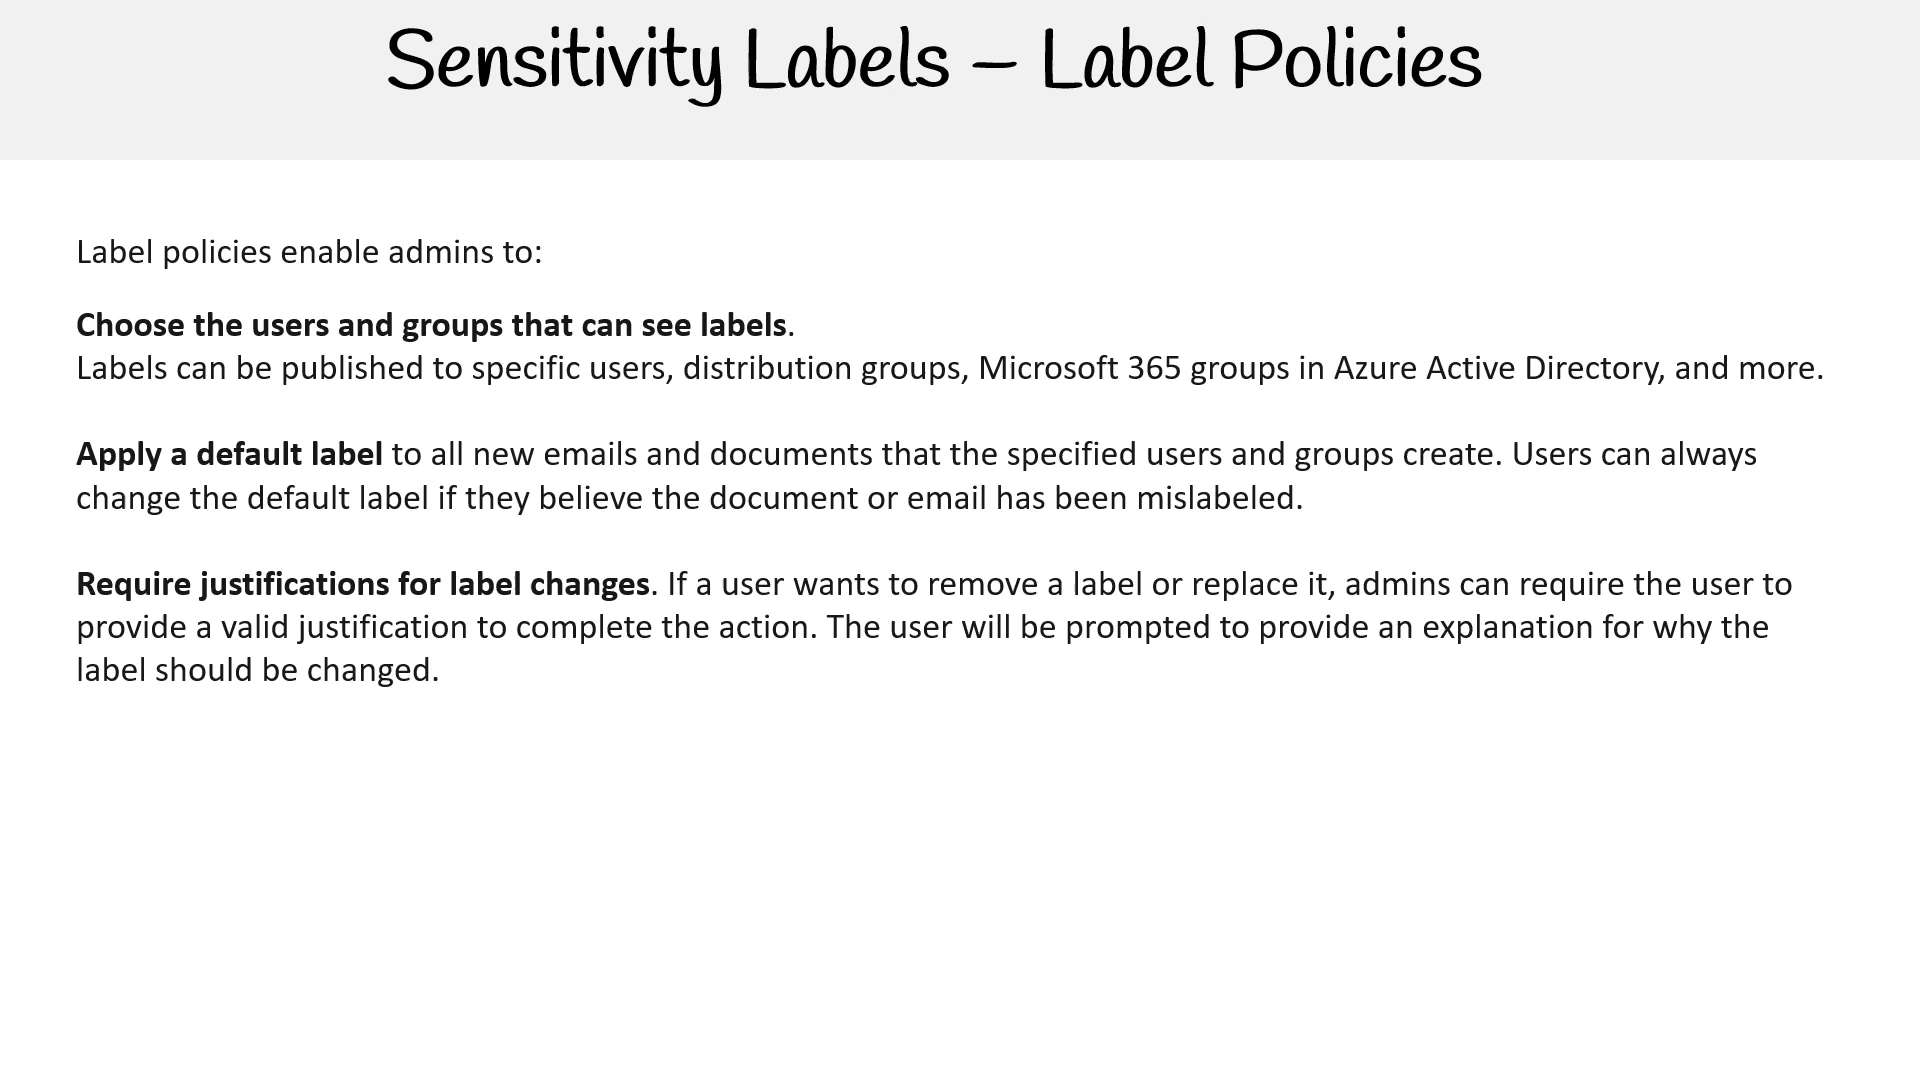 Sensitivity Labels – Label Policies
Label policies enable admins to:
Choose the users and groups that can see labels.
Labels can be published to specific users, distribution groups, Microsoft 365 groups in Azure Active Directory, and more.
Apply a default label to all new emails and documents that the specified users and groups create. Users can always
change the default label if they believe the document or email has been mislabeled.
Require justifications for label changes. If a user wants to remove a label or replace it, admins can require the user to
provide a valid justification to complete the action. The user will be prompted to provide an explanation for why the
label should be changed.